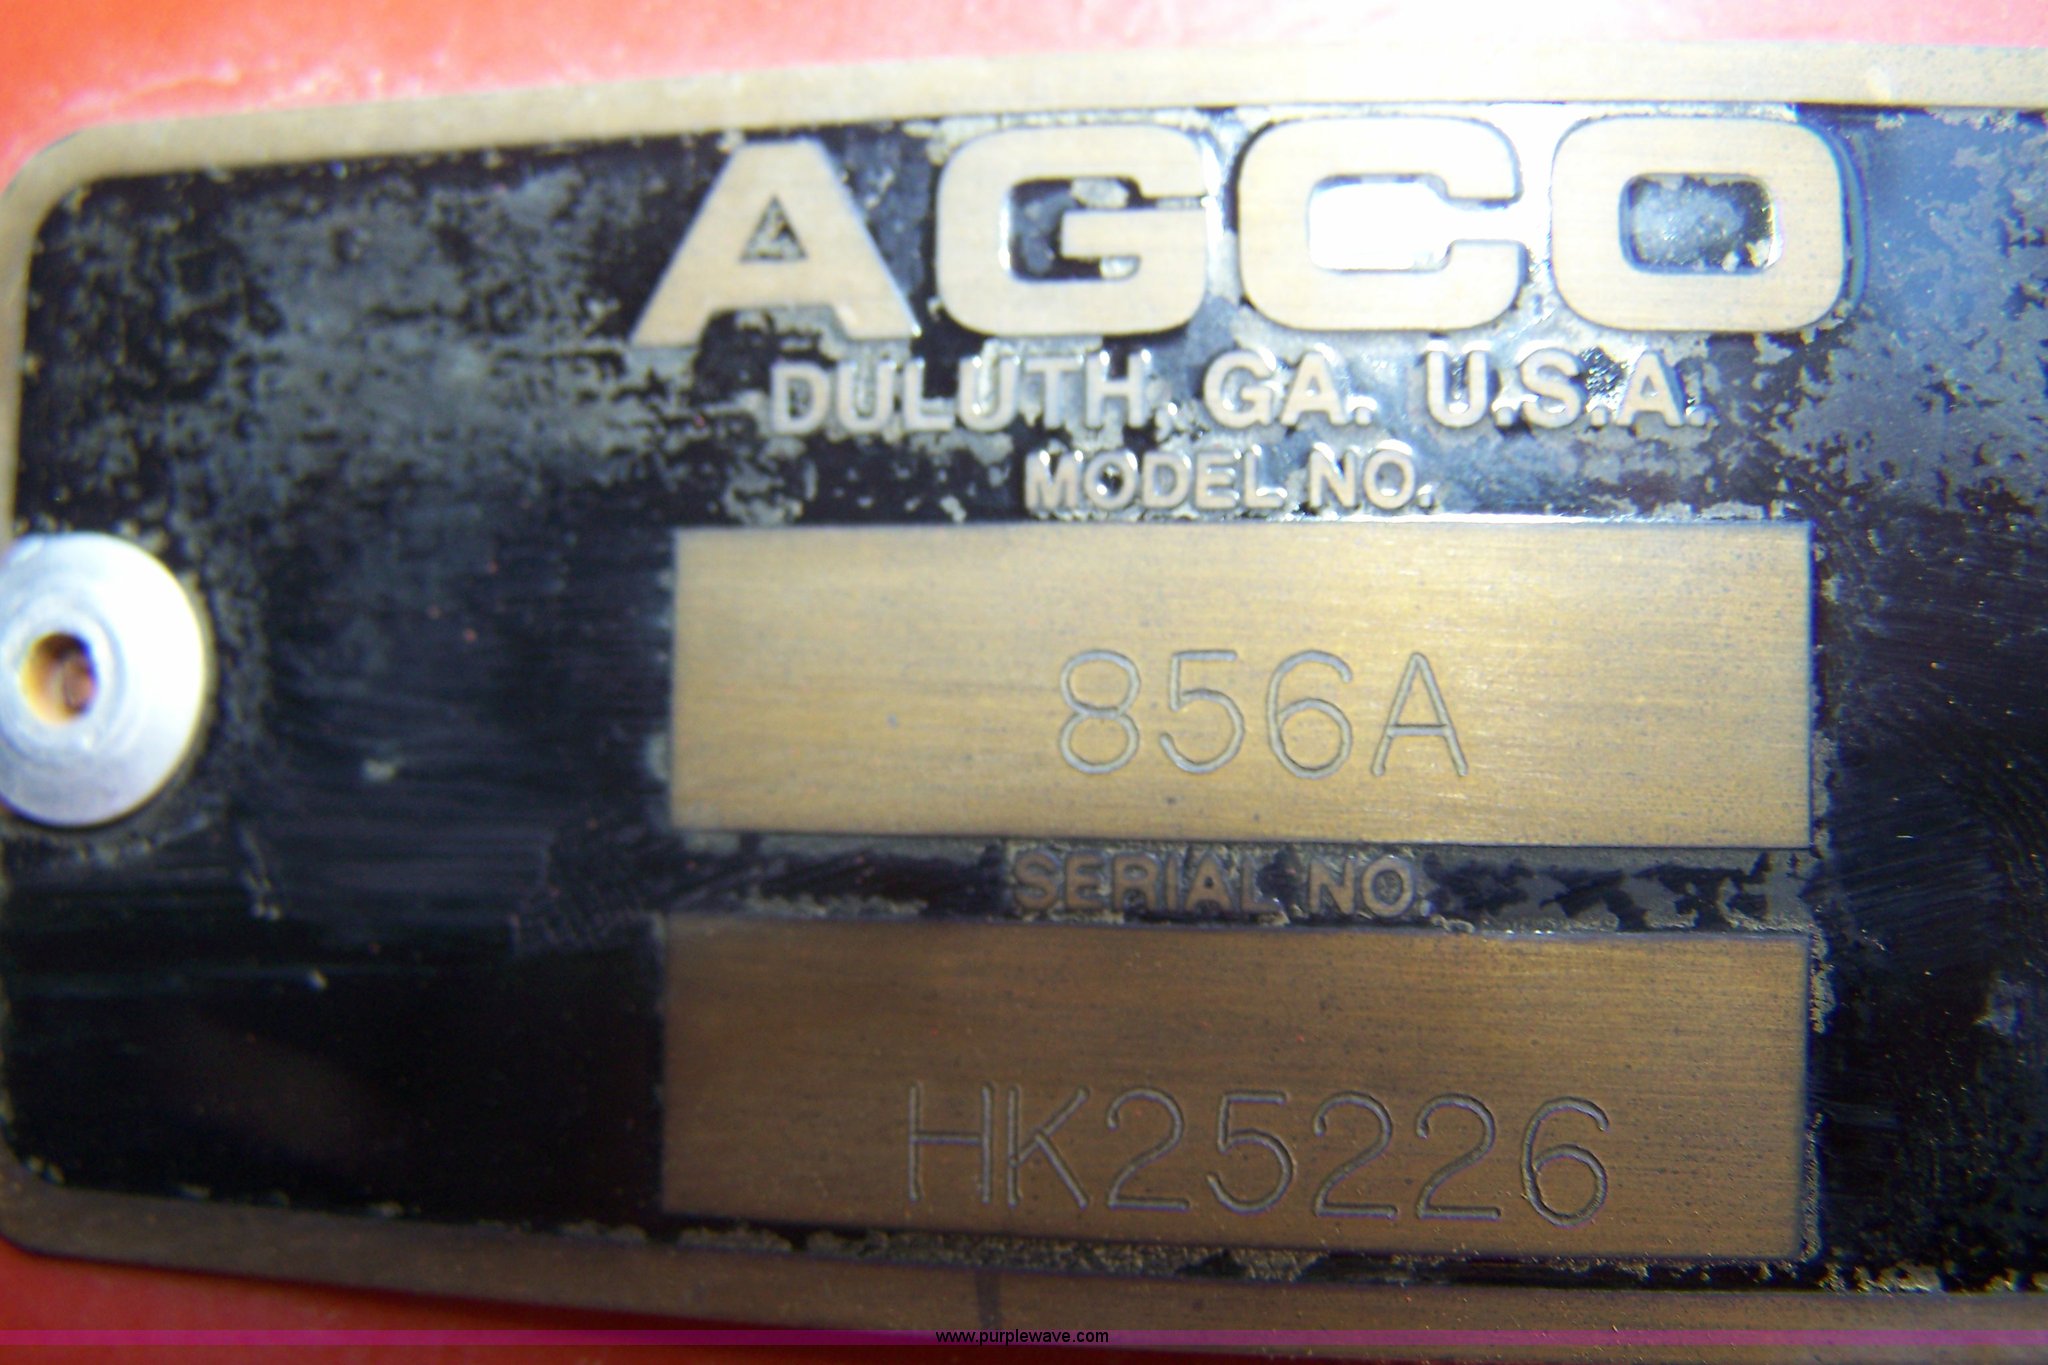 AGCO
DULUTH, GA. U.S.A.
MODEL NO.
856A
SERIAL NO.
HK25226
www.purplewave.com